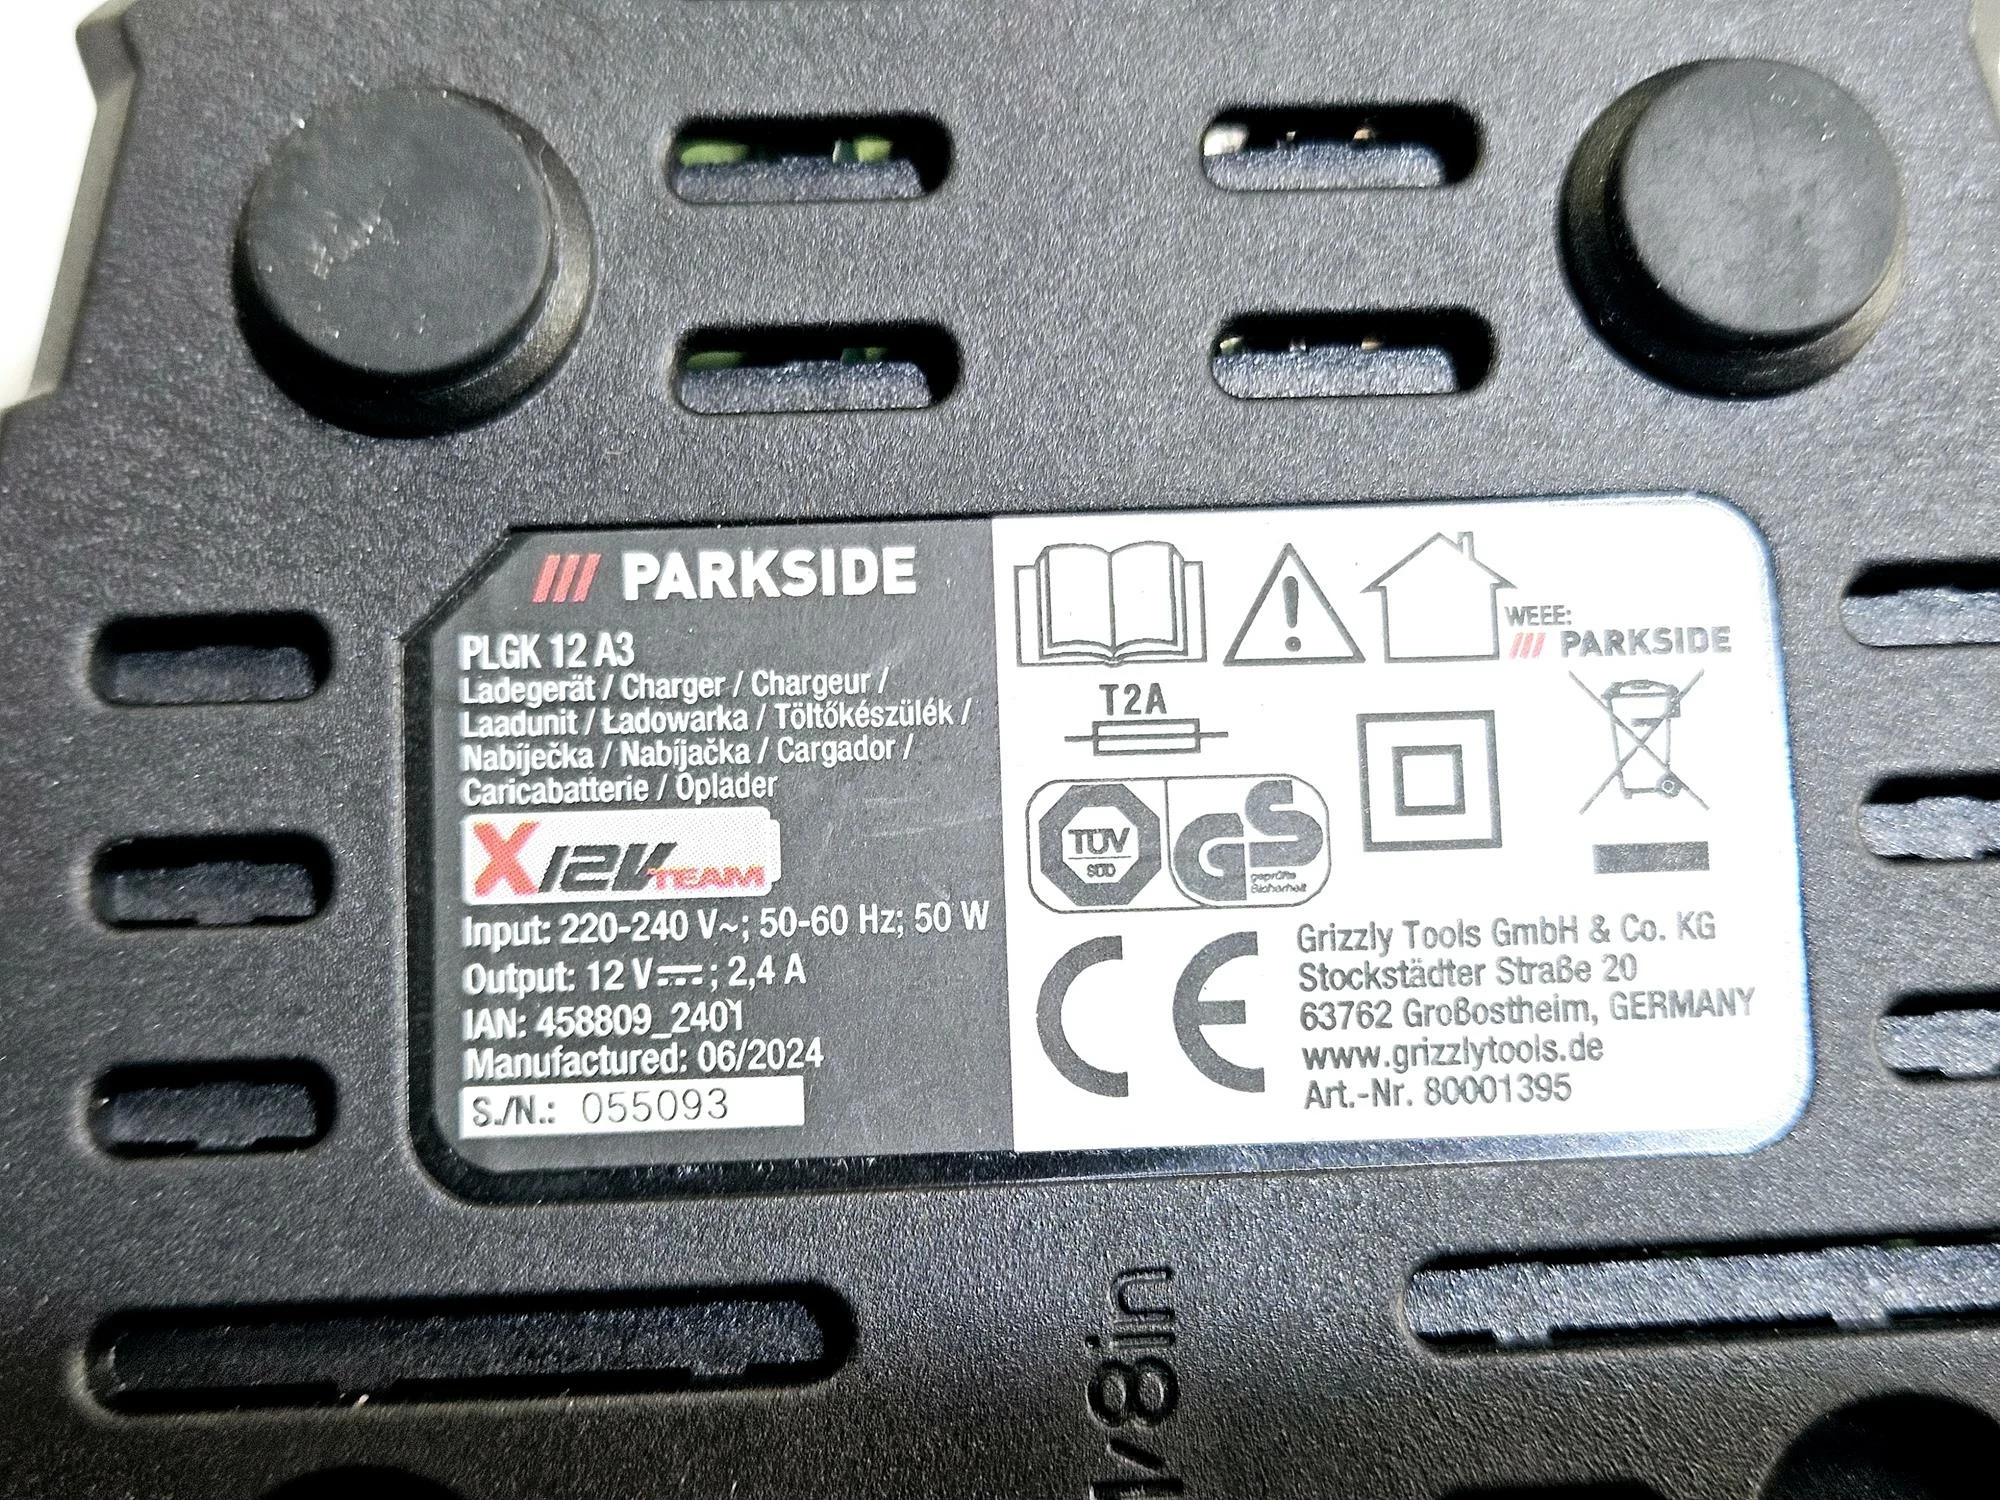 PARKSIDE
PLGK 12 A3
Ladegerät / Charger / Chargeur /
Laadunit / Ładowarka / Töltőkészülék /
Nabíječka / Nabíjačka / Cargador /
Caricabatterie / Oplader
X12V TEAM
Input: 220-240 V~; 50-60 Hz; 50 W
Output: 12 V⎓; 2,4 A
IAN: 458809_2401
Manufactured: 06/2024
S./N.: 055093
WEEE:
PARKSIDE
T2A
TÜV
SÜD
GS
geprüfte
Sicherheit
CE
Grizzly Tools GmbH & Co. KG
Stockstädter Straße 20
63762 Großostheim, GERMANY
www.grizzlytools.de
Art.-Nr. 80001395
8in